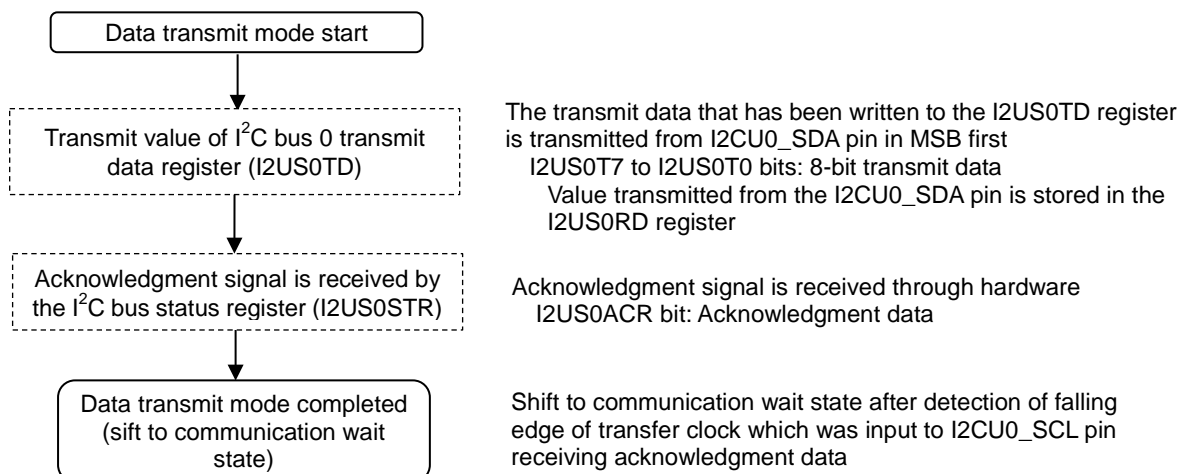 Data transmit mode start
Transmit value of I²C bus 0 transmit
data register (I2US0TD)
The transmit data that has been written to the I2US0TD register
is transmitted from I2CU0_SDA pin in MSB first
I2US0T7 to I2US0T0 bits: 8-bit transmit data
Value transmitted from the I2CU0_SDA pin is stored in the
I2US0RD register
Acknowledgment signal is received by
the I²C bus status register (I2US0STR)
Acknowledgment signal is received through hardware
I2US0ACR bit: Acknowledgment data
Data transmit mode completed
(sift to communication wait
state)
Shift to communication wait state after detection of falling
edge of transfer clock which was input to I2CU0_SCL pin
receiving acknowledgment data